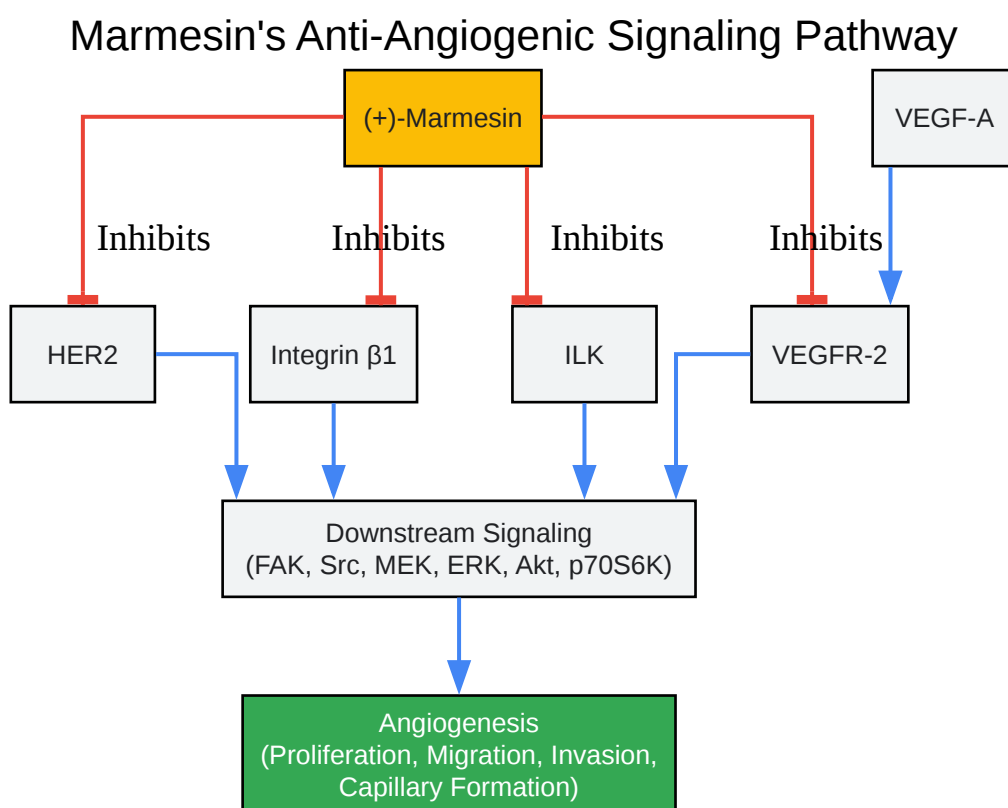 Marmesin's Anti-Angiogenic Signaling Pathway
(+)-Marmesin
VEGF-A
Inhibits
Inhibits
Inhibits
Inhibits
HER2
Integrin β1
ILK
VEGFR-2
Downstream Signaling
(FAK, Src, MEK, ERK, Akt, p70S6K)
Angiogenesis
(Proliferation, Migration, Invasion,
Capillary Formation)